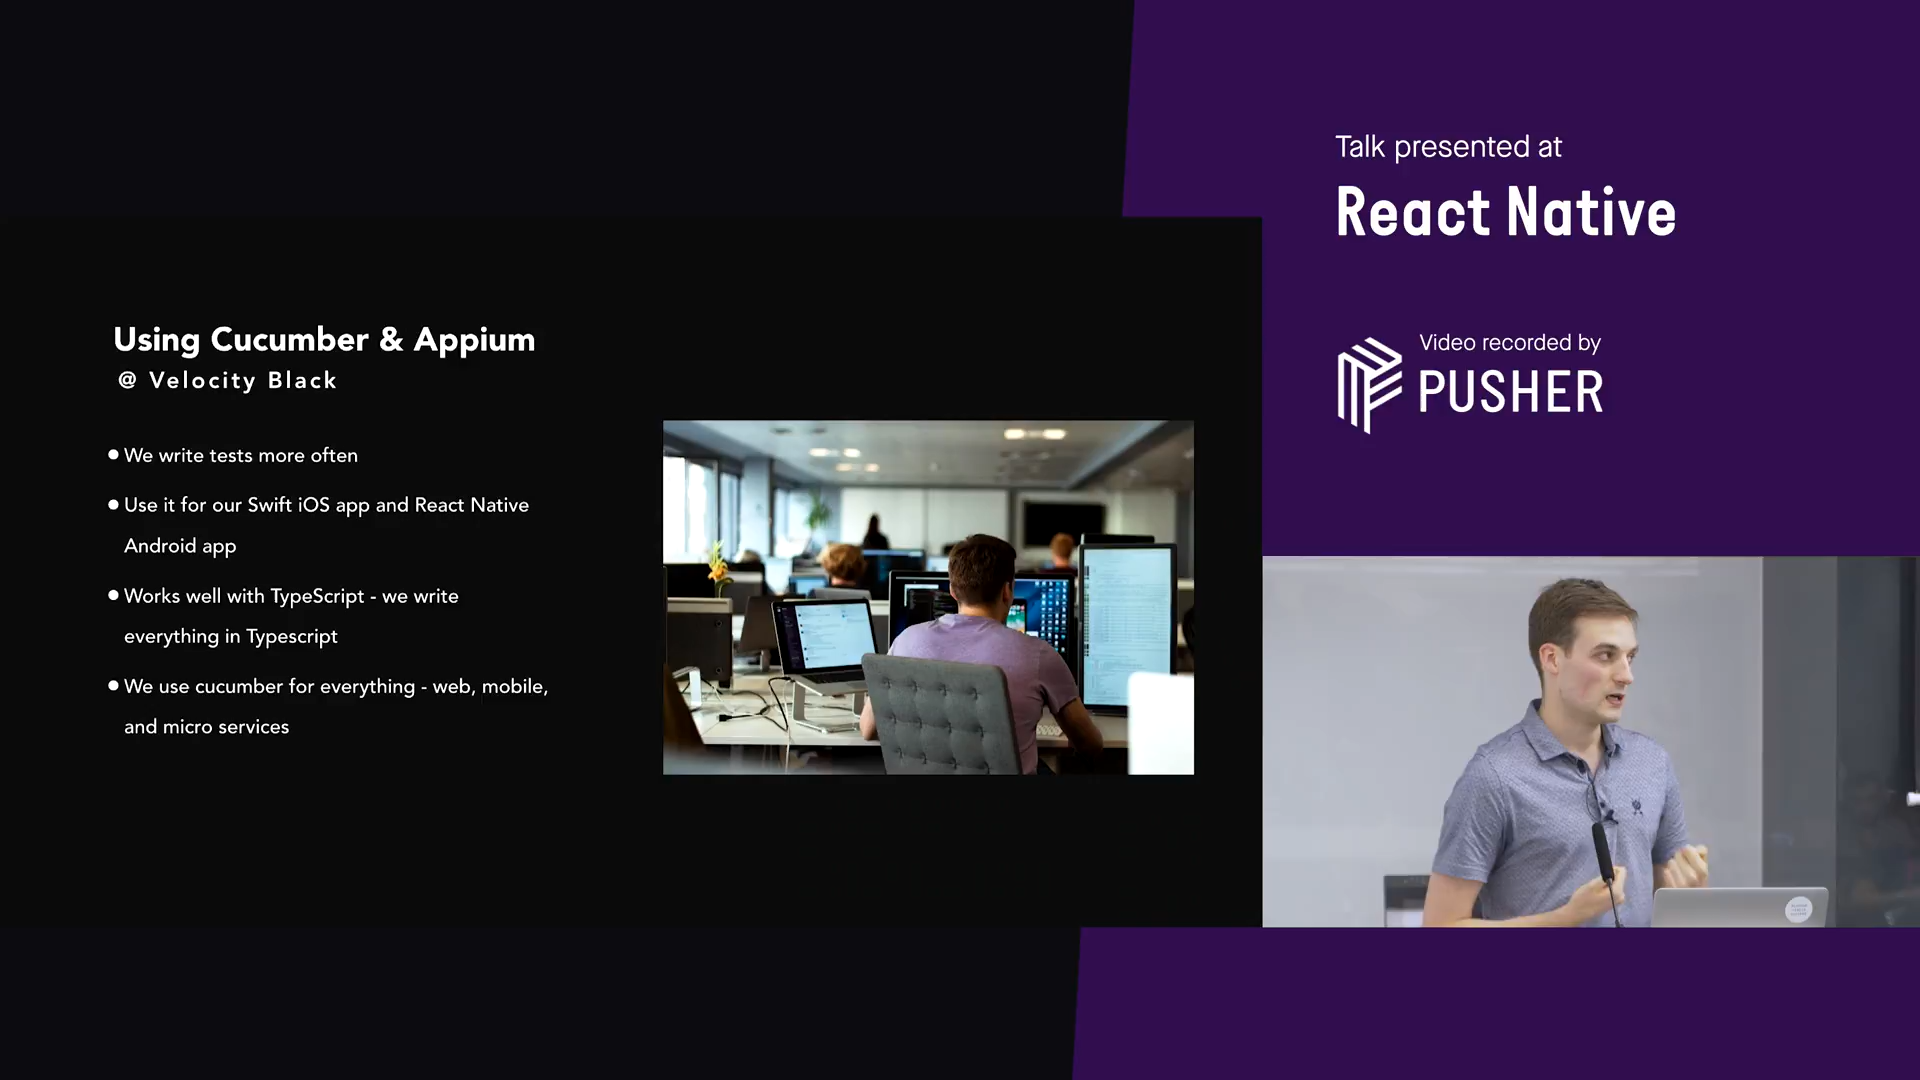 Talk presented at
React Native
Video recorded by
PUSHER
Using Cucumber & Appium
@ Velocity Black
We write tests more often
Use it for our Swift iOS app and React Native
Android app
Works well with TypeScript - we write
everything in Typescript
We use cucumber for everything - web, mobile,
and micro services